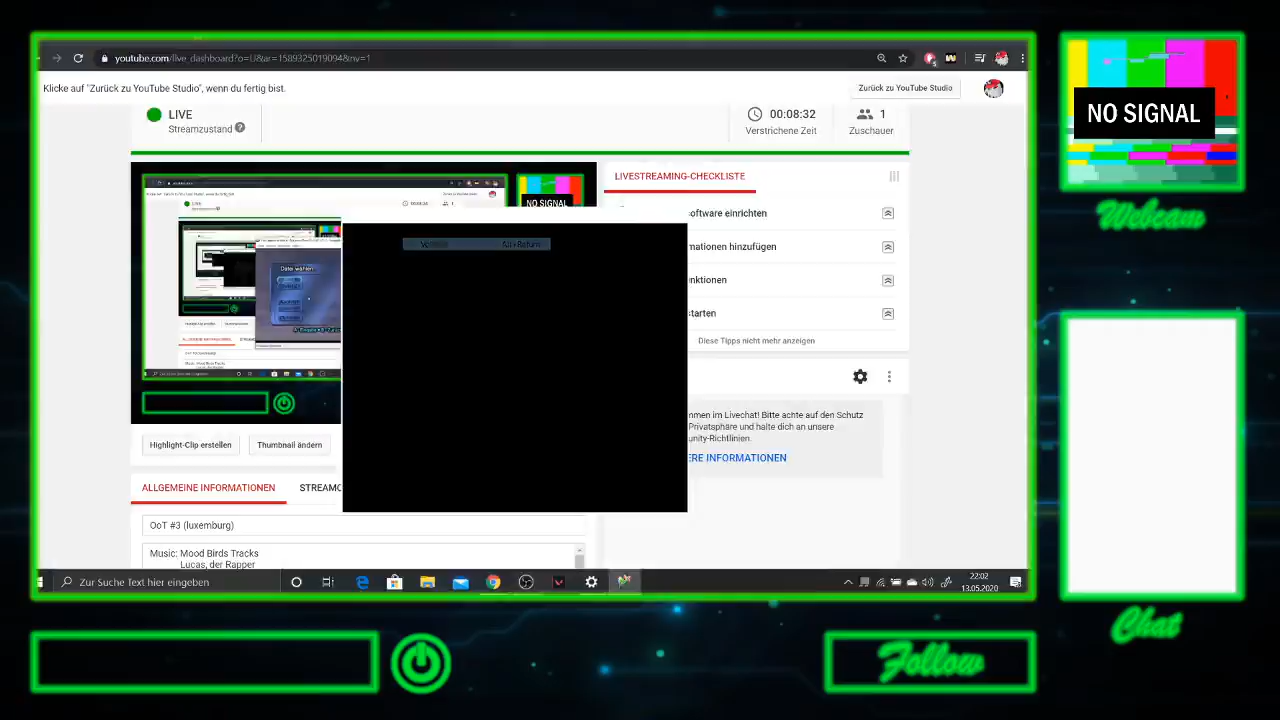 youtube.com/live_dashboard?o=U&ar=1589325019094&nv=1
Klicke auf "Zurück zu YouTube Studio", wenn du fertig bist.
Zurück zu YouTube Studio
LIVE
Streamzustand
00:08:32
Verstrichene Zeit
1
Zuschauer
NO SIGNAL
Webcam
NO SIGNAL
LIVESTREAMING-CHECKLISTE
oftware einrichten
mationen hinzufügen
nktionen
starten
Diese Tipps nicht mehr anzeigen
Alt+Return
Datei wählen
mmen im Livechat! Bitte achte auf den Schutz
Privatsphäre und halte dich an unsere
unity-Richtlinien.
ERE INFORMATIONEN
Highlight-Clip erstellen
Thumbnail ändern
ALLGEMEINE INFORMATIONEN
STREAMO
OoT #3 (luxemburg)
Music: Mood Birds Tracks
Lucas, der Rapper
Zur Suche Text hier eingeben
22:02
13.05.2020
Chat
Follow